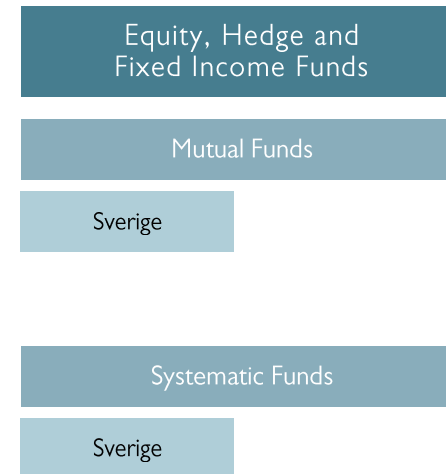 Equity, Hedge and
Fixed Income Funds
Mutual Funds
Sverige
Systematic Funds
Sverige